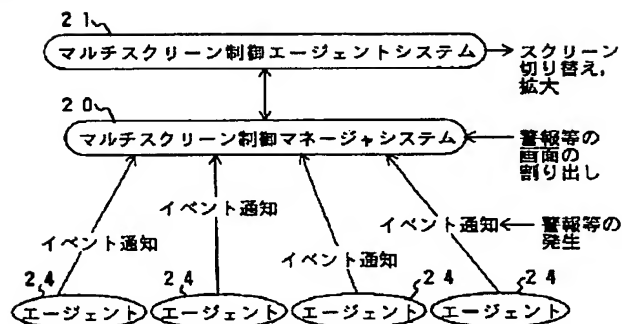 21
マルチスクリーン制御エージェントシステム
スクリーン
切り替え,
拡大
20
マルチスクリーン制御マネージャシステム
警報等の
画面の
割り出し
イベント通知
イベント通知
イベント通知
イベント通知
警報等の
発生
24
24
24
24
エージェント
エージェント
エージェント
エージェント